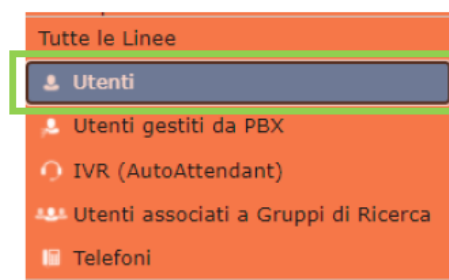 Tutte le Linee
Utenti
Utenti gestiti da PBX
IVR (AutoAttendant)
Utenti associati a Gruppi di Ricerca
Telefoni